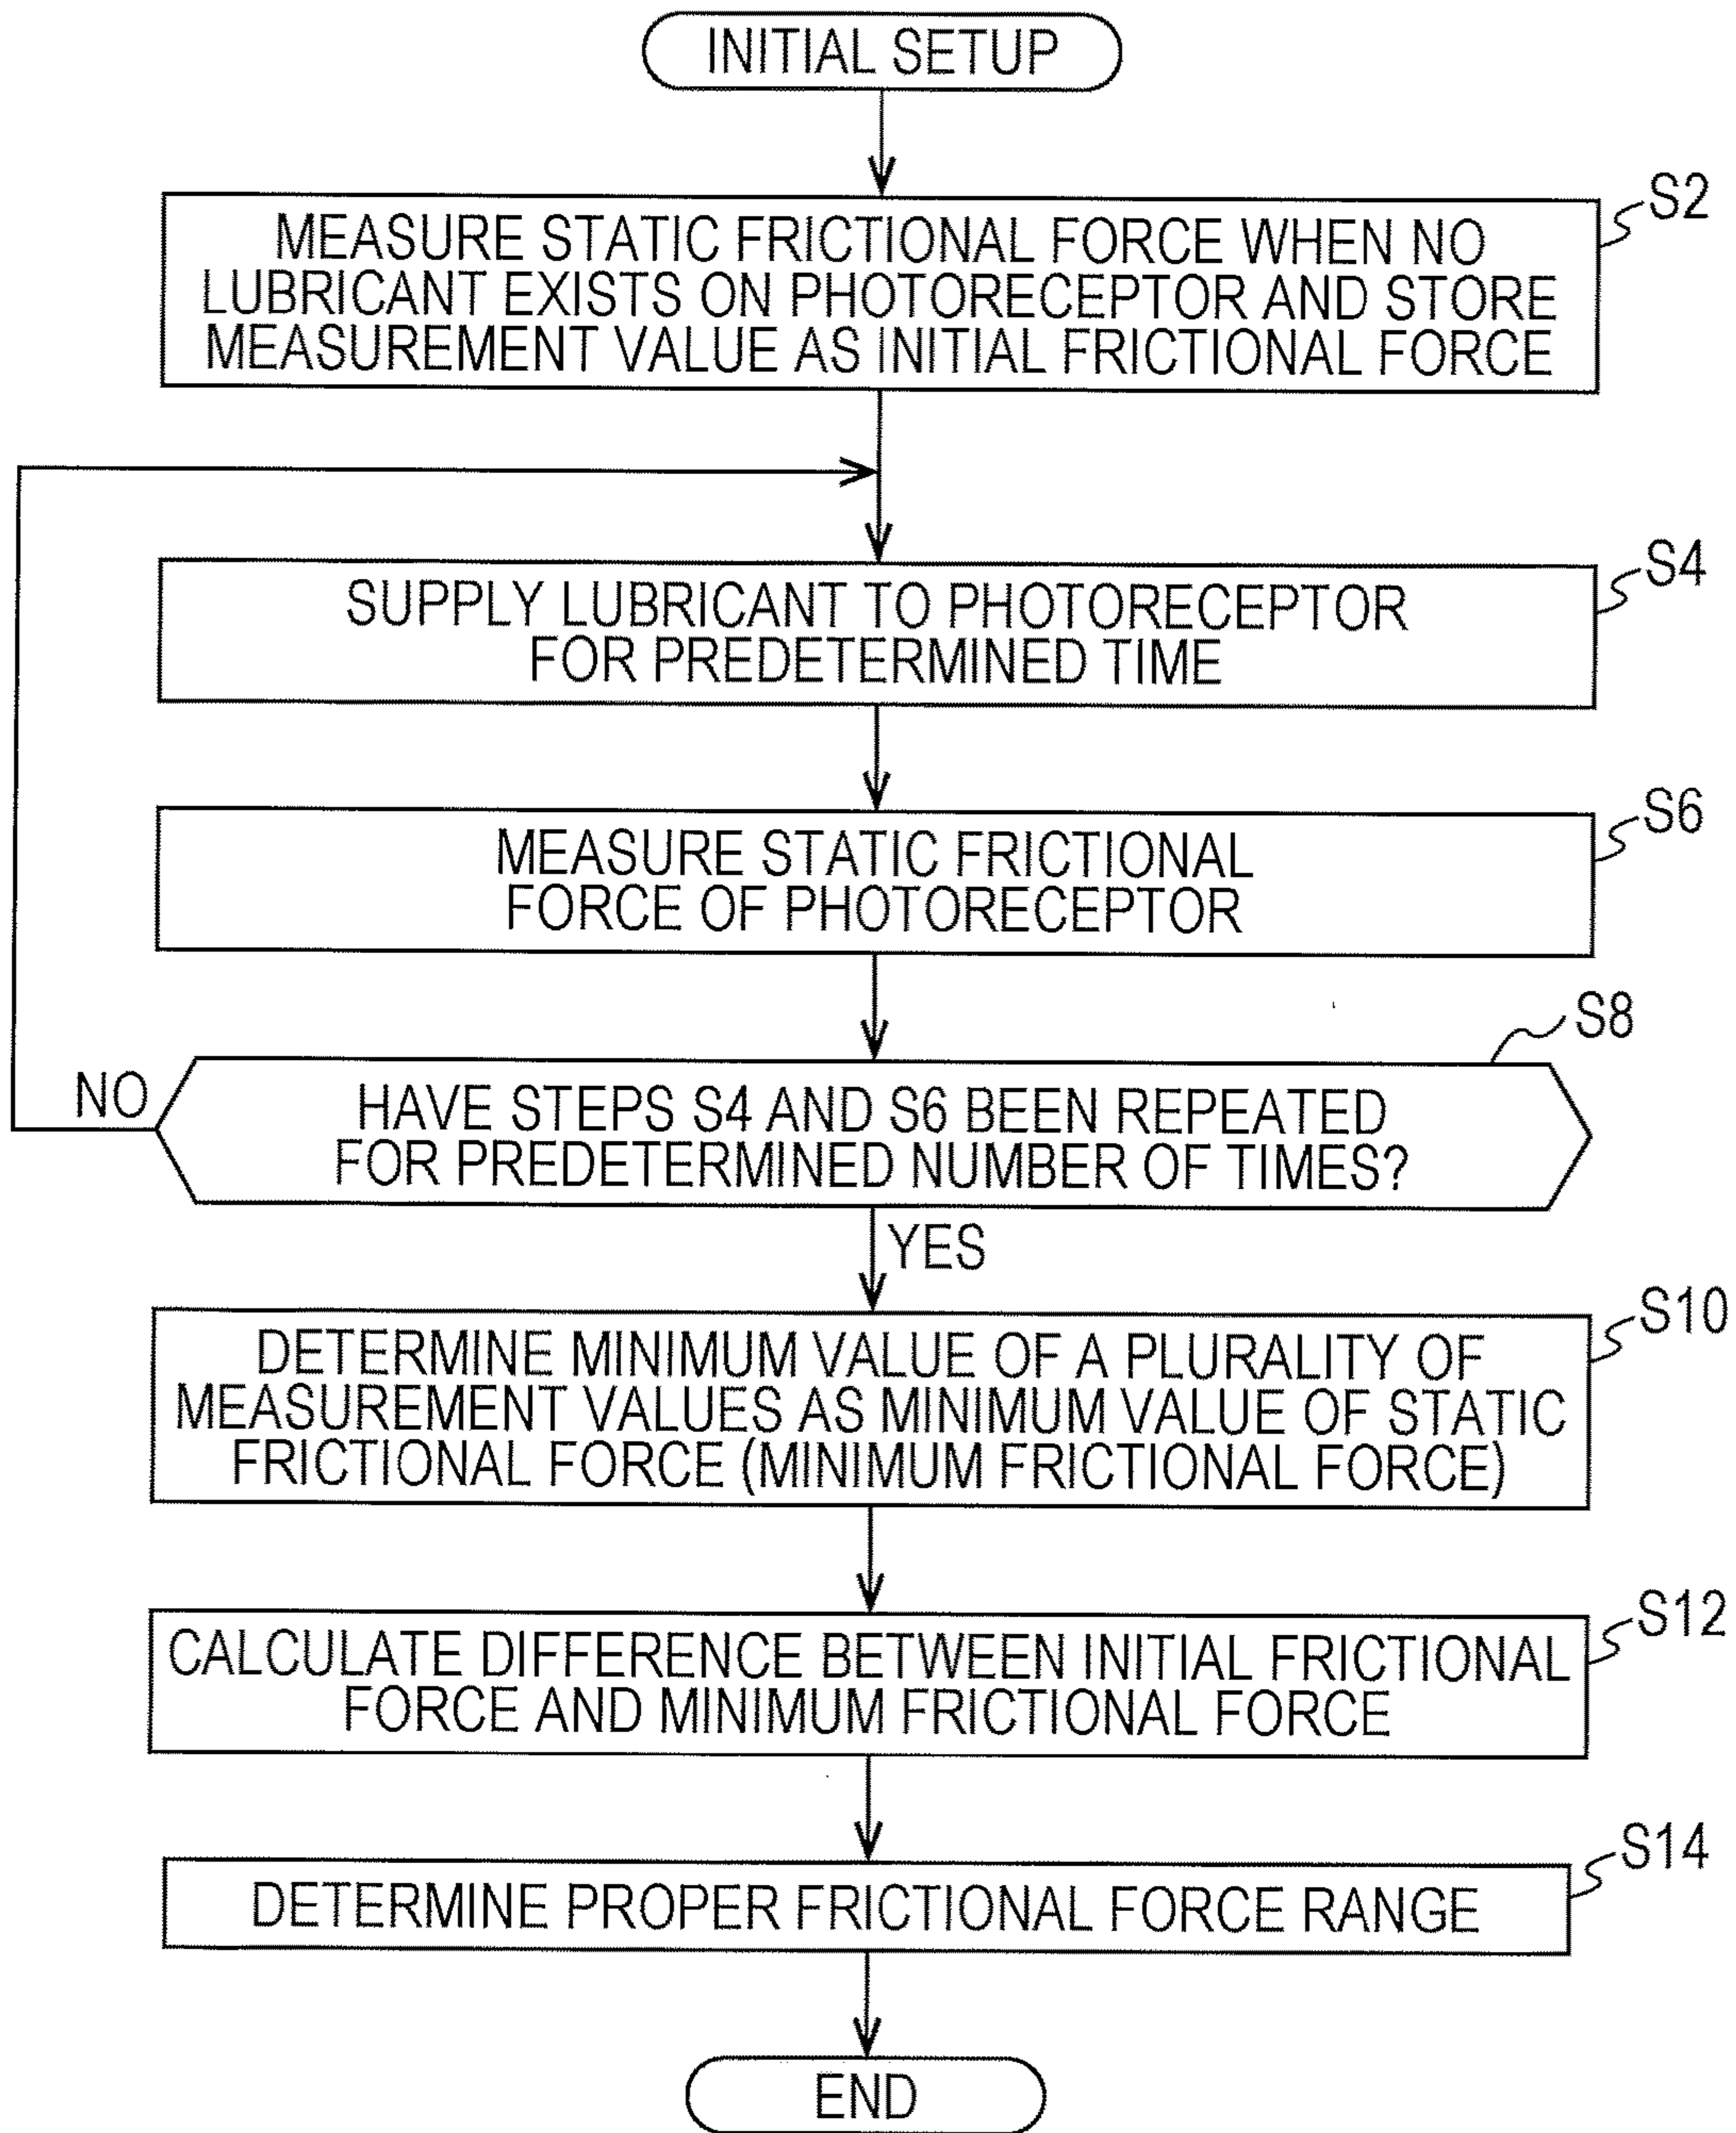 INITIAL SETUP
S2
MEASURE STATIC FRICTIONAL FORCE WHEN NO
LUBRICANT EXISTS ON PHOTORECEPTOR AND STORE
MEASUREMENT VALUE AS INITIAL FRICTIONAL FORCE
S4
SUPPLY LUBRICANT TO PHOTORECEPTOR
FOR PREDETERMINED TIME
S6
MEASURE STATIC FRICTIONAL
FORCE OF PHOTORECEPTOR
S8
NO
HAVE STEPS S4 AND S6 BEEN REPEATED
FOR PREDETERMINED NUMBER OF TIMES?
YES
S10
DETERMINE MINIMUM VALUE OF A PLURALITY OF
MEASUREMENT VALUES AS MINIMUM VALUE OF STATIC
FRICTIONAL FORCE (MINIMUM FRICTIONAL FORCE)
S12
CALCULATE DIFFERENCE BETWEEN INITIAL FRICTIONAL
FORCE AND MINIMUM FRICTIONAL FORCE
S14
DETERMINE PROPER FRICTIONAL FORCE RANGE
END